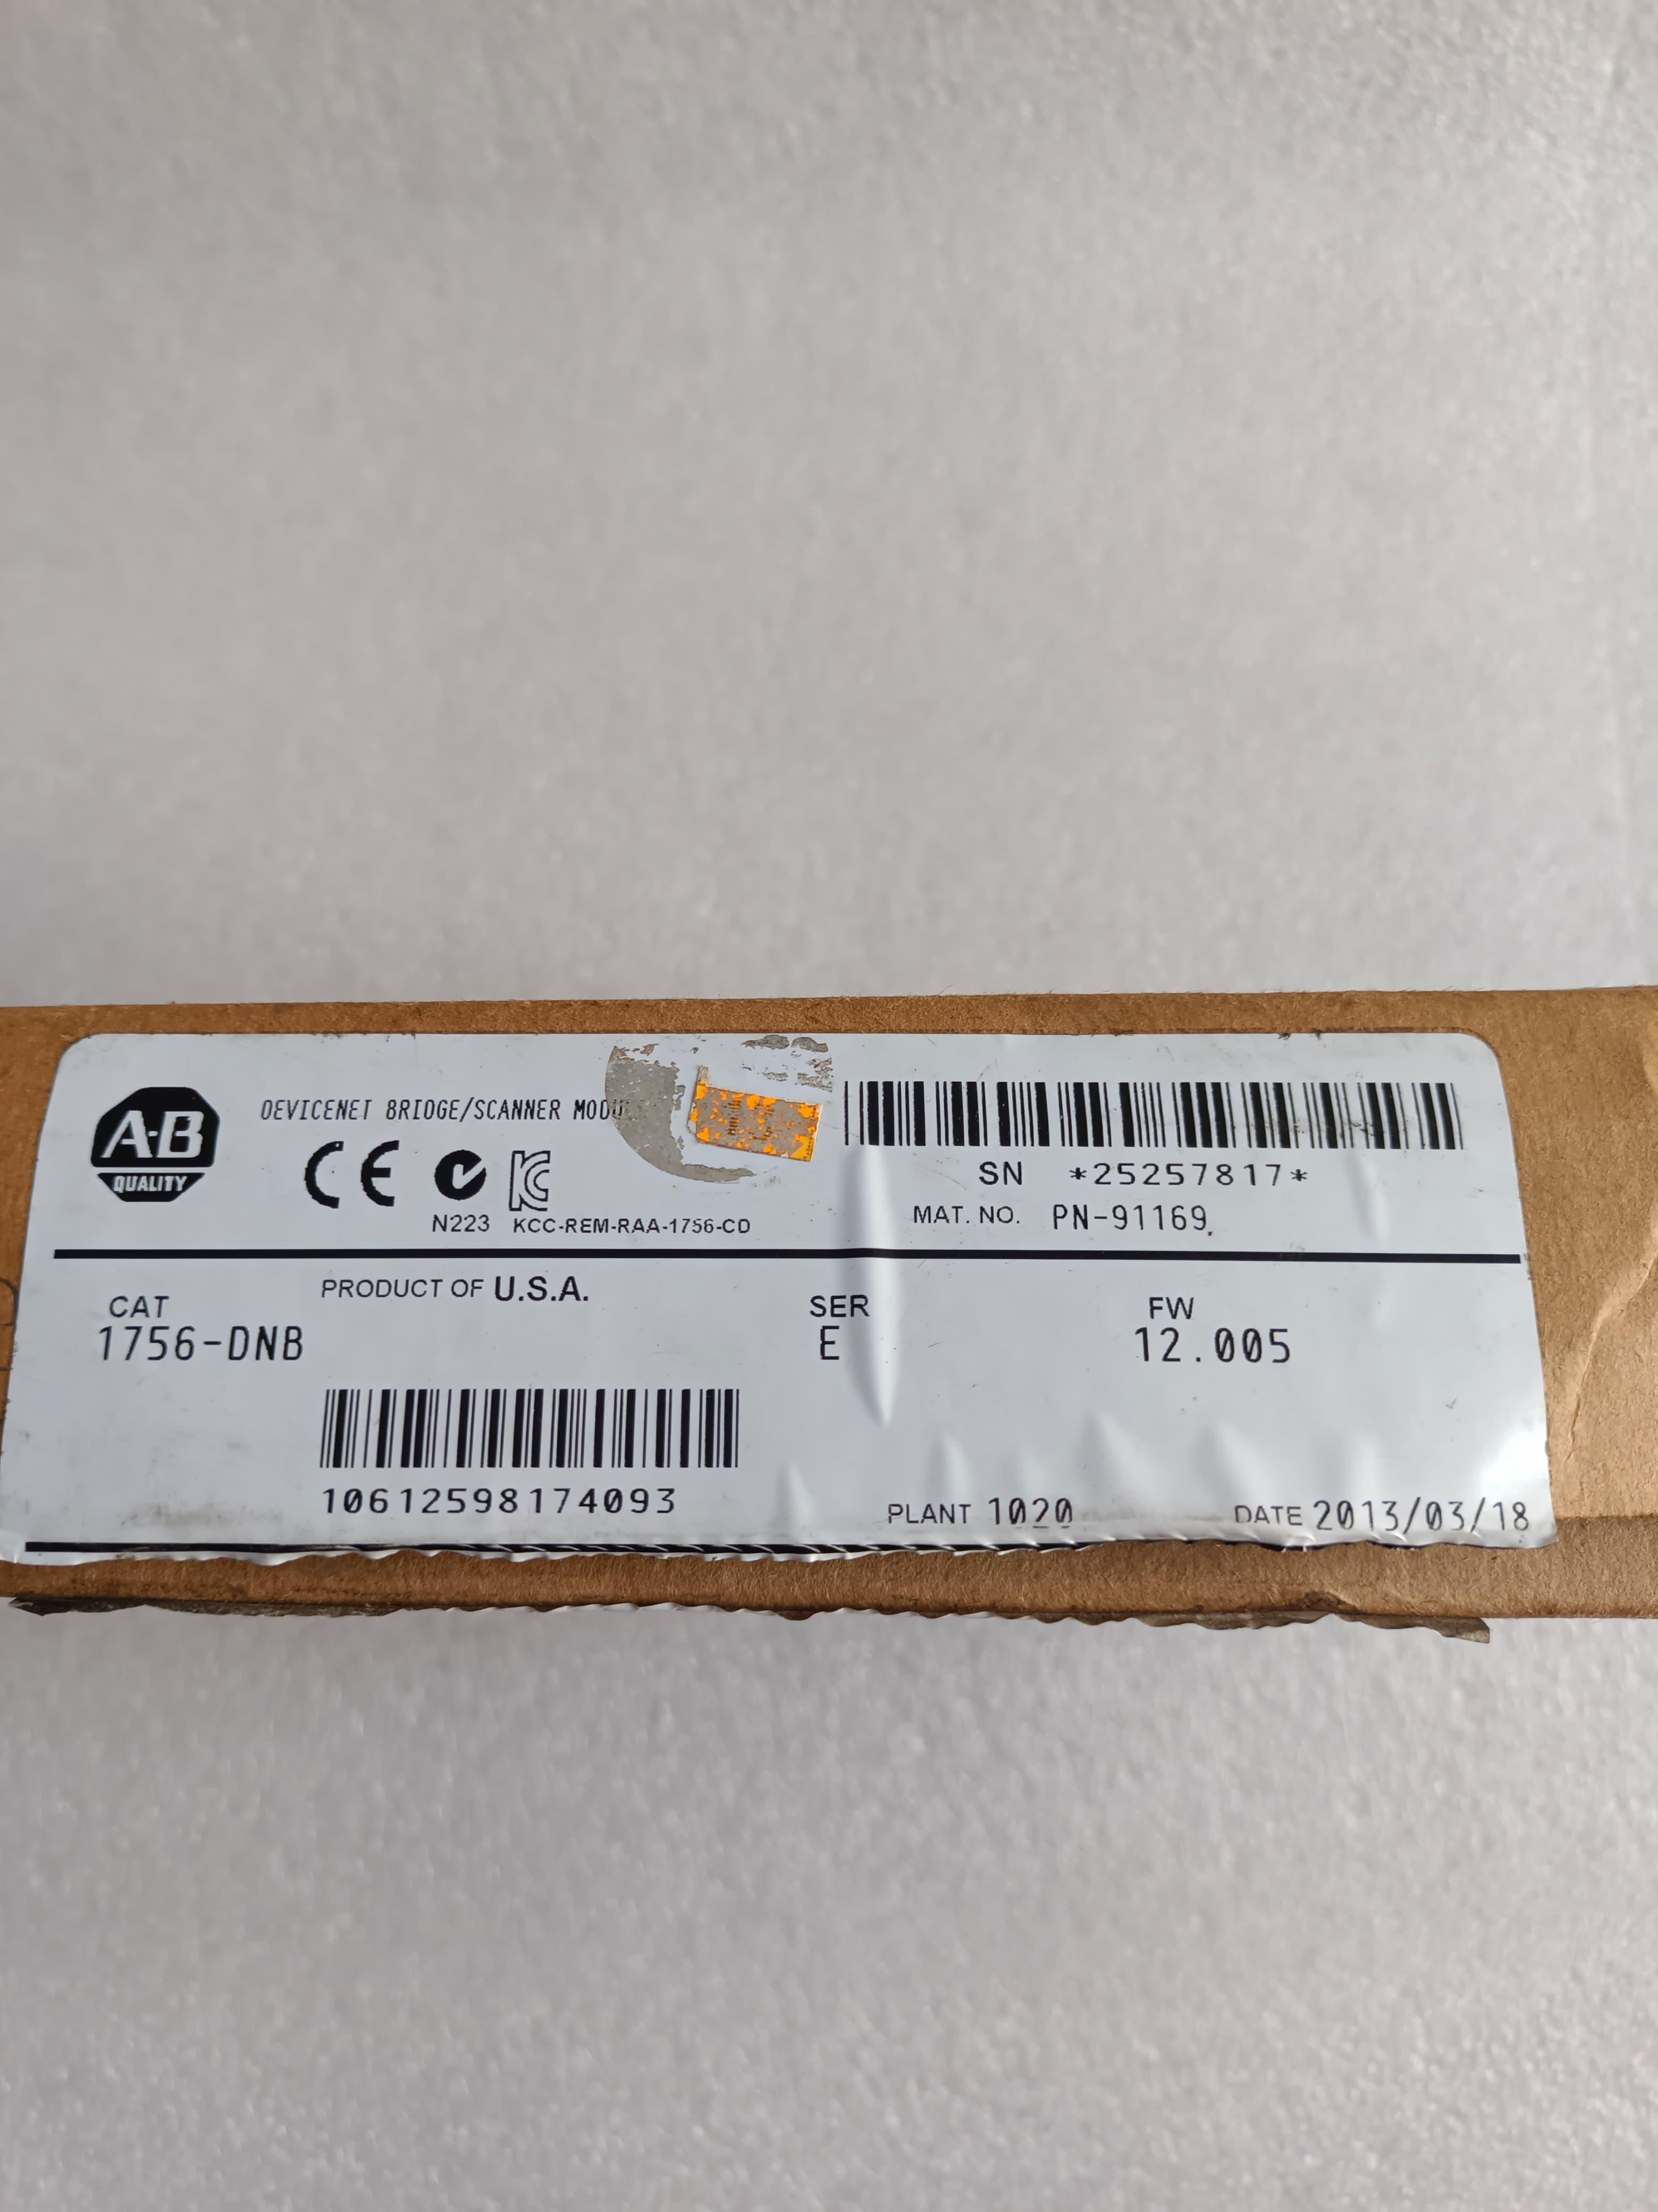 A-B
QUALITY
DEVICENET BRIDGE/SCANNER
CE
N223 KCC-REM-RAA-1756-CD
SN *25257817*
MAT. NO. PN-91169
PRODUCT OF U.S.A.
CAT
1756-DNB
SER
E
FW
12.005
10612598174093
PLANT 1020
DATE 2013/03/18